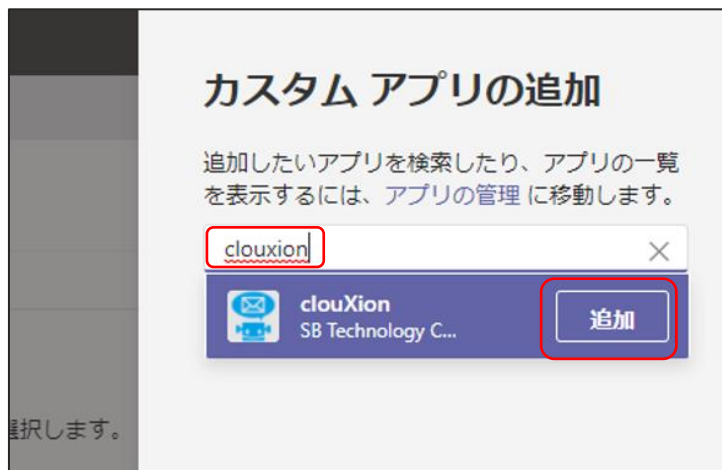 カスタム アプリの追加
追加したいアプリを検索したり、アプリの一覧
を表示するには、アプリの管理 に移動します。
clouxion
clouXion
SB Technology C...
追加
選択します。